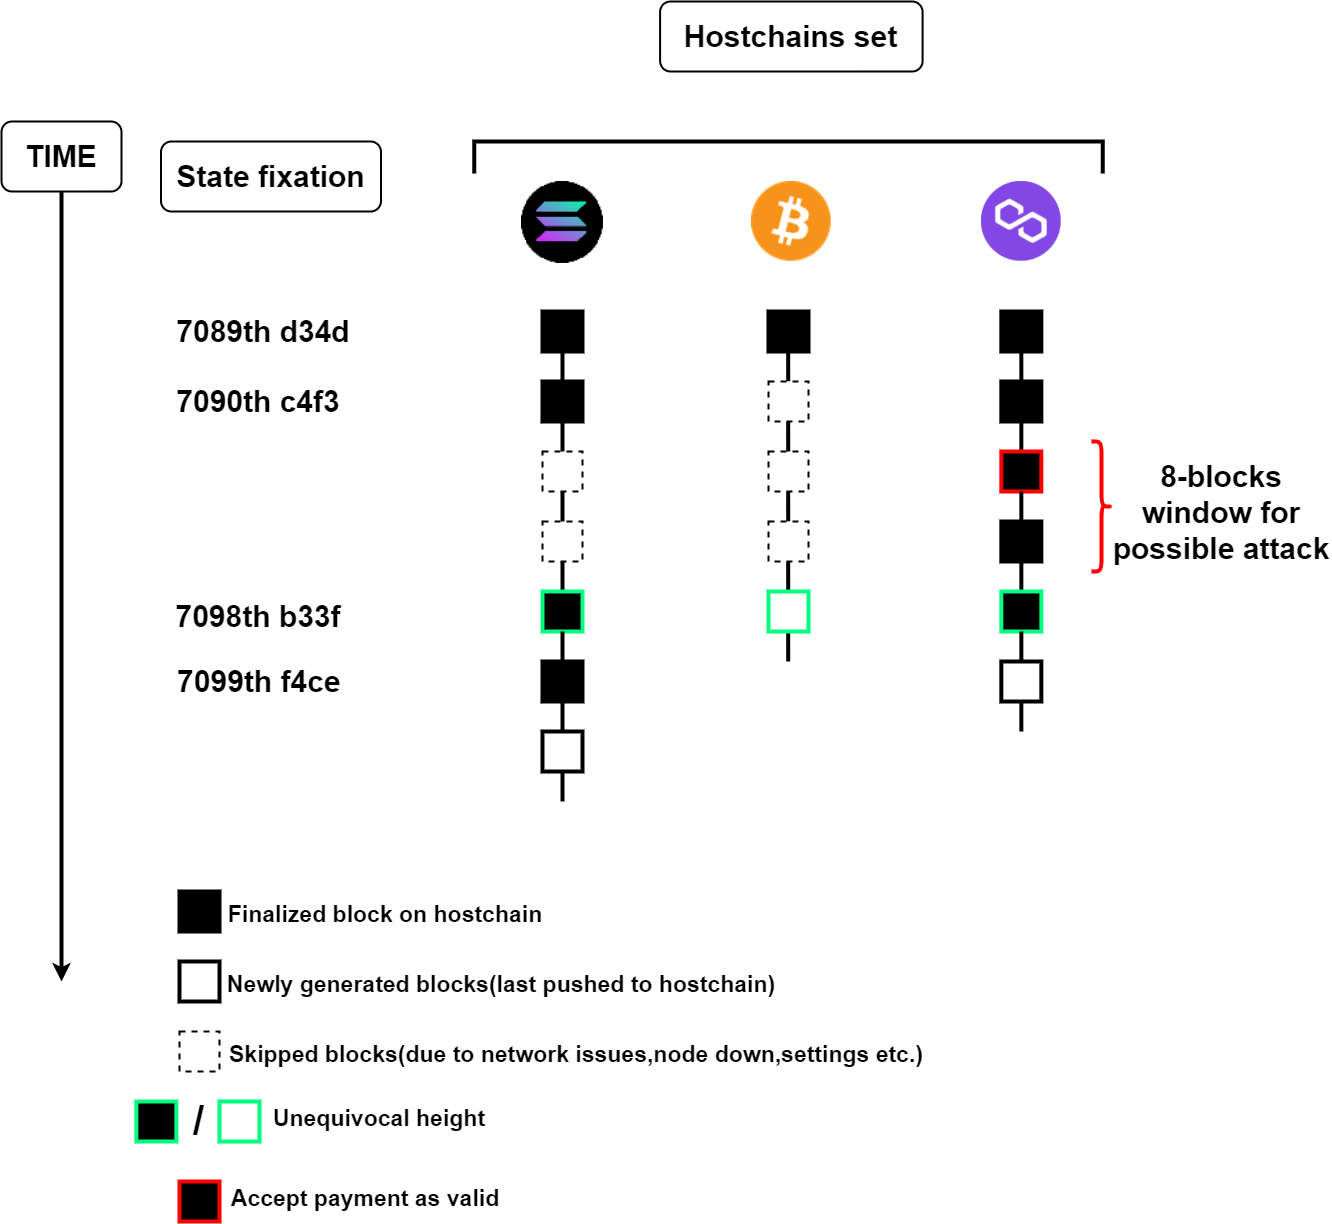 Hostchains set
TIME
State fixation
7089th d34d
7090th c4f3
8-blocks
window for
possible attack
7098th b33f
7099th f4ce
Finalized block on hostchain
Newly generated blocks(last pushed to hostchain)
Skipped blocks(due to network issues,node down,settings etc.)
/ Unequivocal height
Accept payment as valid